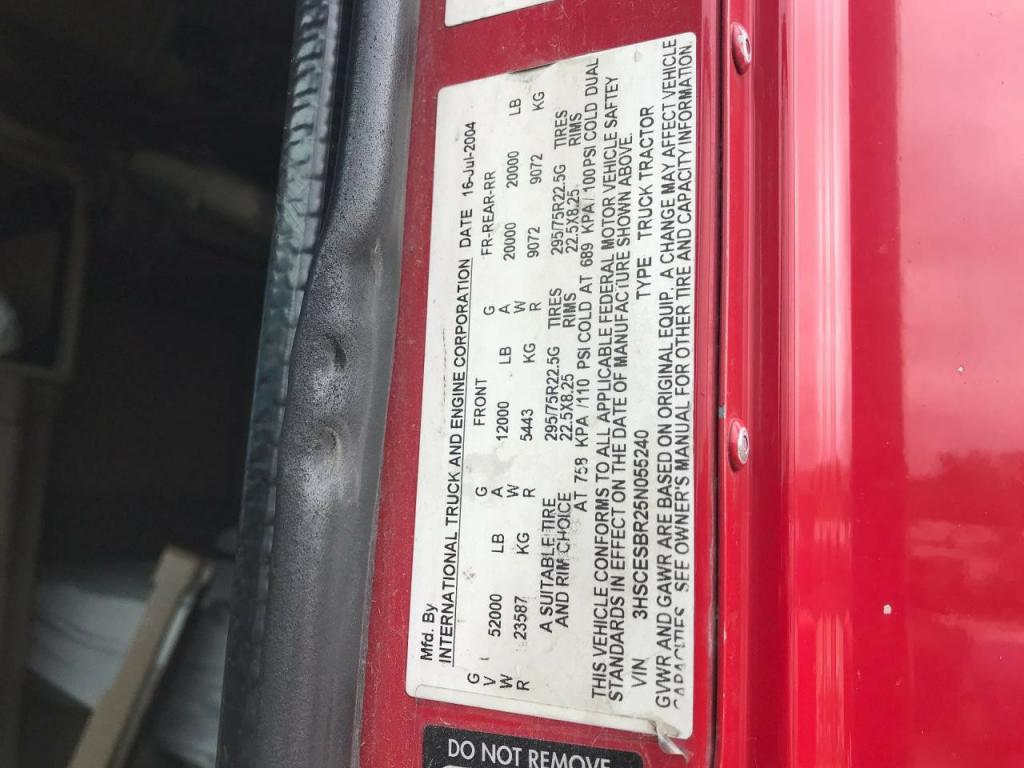 Mfd. By
INTERNATIONAL TRUCK AND ENGINE CORPORATION DATE 16-Jul-2004
G FRONT G FR-REAR-RR
V 52000 LB G A W R 12000 LB G A W R 20000 20000 LB
W
R 23587 KG 5443 KG 9072 9072 KG
A SUITABLE TIRE 295/75R22.5G TIRES 295/75R22.5G TIRES
AND RIM CHOICE 22.5X8.25 RIMS 22.5X8.25 RIMS
AT 758 KPA /110 PSI COLD AT 689 KPA/ 100 PSI COLD DUAL
THIS VEHICLE CONFORMS TO ALL APPLICABLE FEDERAL MOTOR VEHICLE SAFTEY
STANDARDS IN EFFECT ON THE DATE OF MANUFACTURE SHOWN ABOVE.
VIN 3HSCESBR25N055240 TYPE TRUCK TRACTOR
GVWR AND GAWR ARE BASED ON ORIGINAL EQUIP. A CHANGE MAY AFFECT VEHICLE
CAPACITIES. SEE OWNER'S MANUAL FOR OTHER TIRE AND CAPACITY INFORMATION.
DO NOT REMOVE